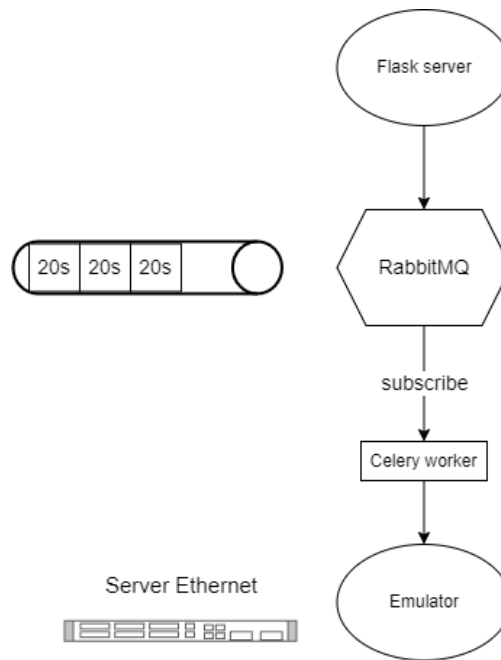 Flask server
20s 20s 20s
RabbitMQ
subscribe
Celery worker
Server Ethernet
Emulator